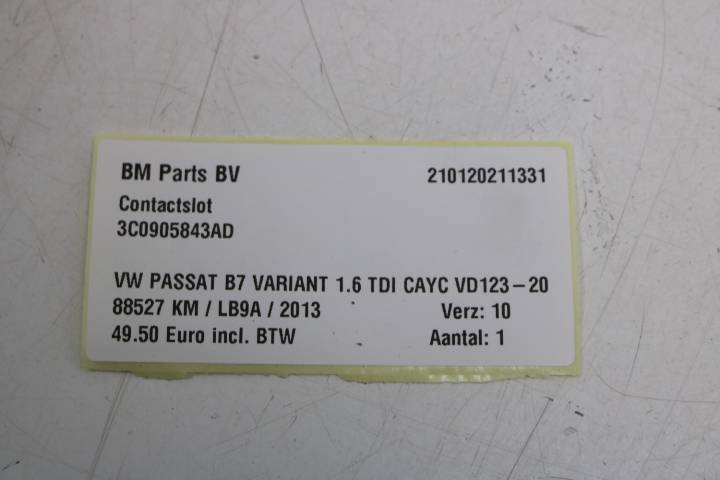 BM Parts BV 210120211331
Contactslot
3C0905843AD
VW PASSAT B7 VARIANT 1.6 TDI CAYC VD123-20
88527 KM / LB9A / 2013 Verz: 10
49.50 Euro incl. BTW Aantal: 1